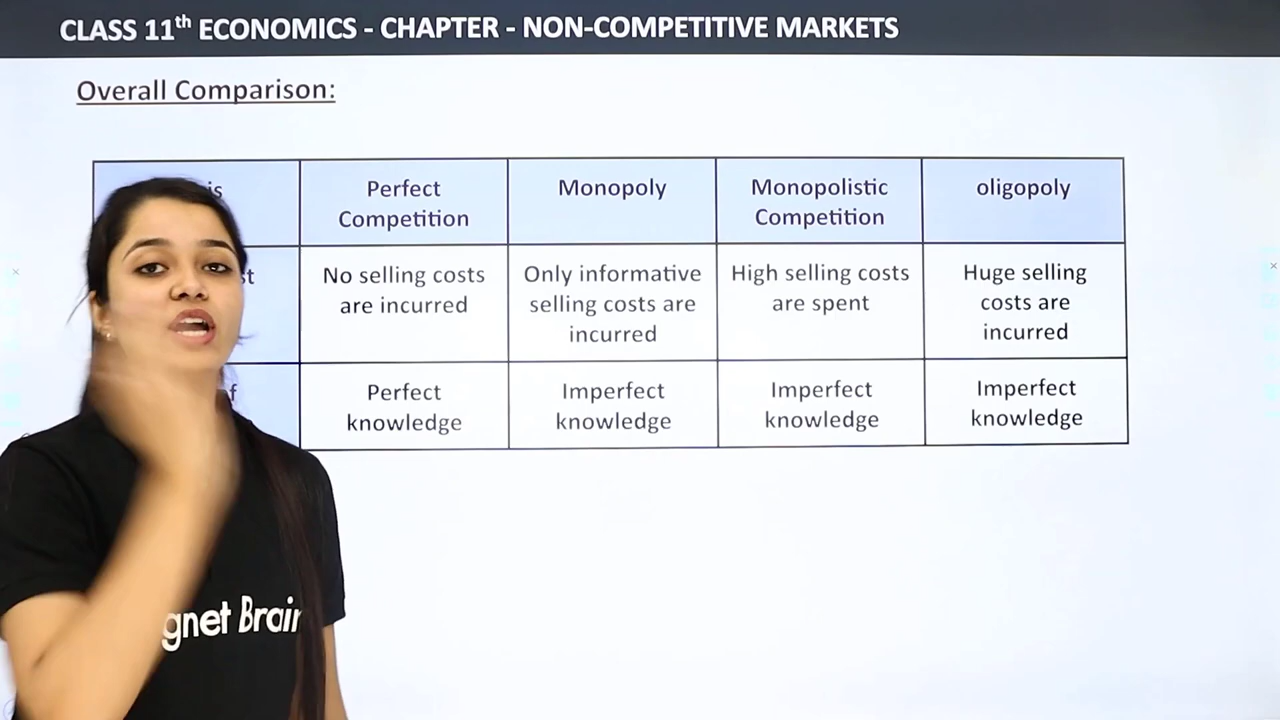 CLASS 11th ECONOMICS - CHAPTER - NON-COMPETITIVE MARKETS
Overall Comparison:
Perfect Competition
Monopoly
Monopolistic Competition
oligopoly
No selling costs
are incurred
Only informative
selling costs are
incurred
High selling costs
are spent
Huge selling
costs are
incurred
Perfect
knowledge
Imperfect
knowledge
Imperfect
knowledge
Imperfect
knowledge
gnet Brain